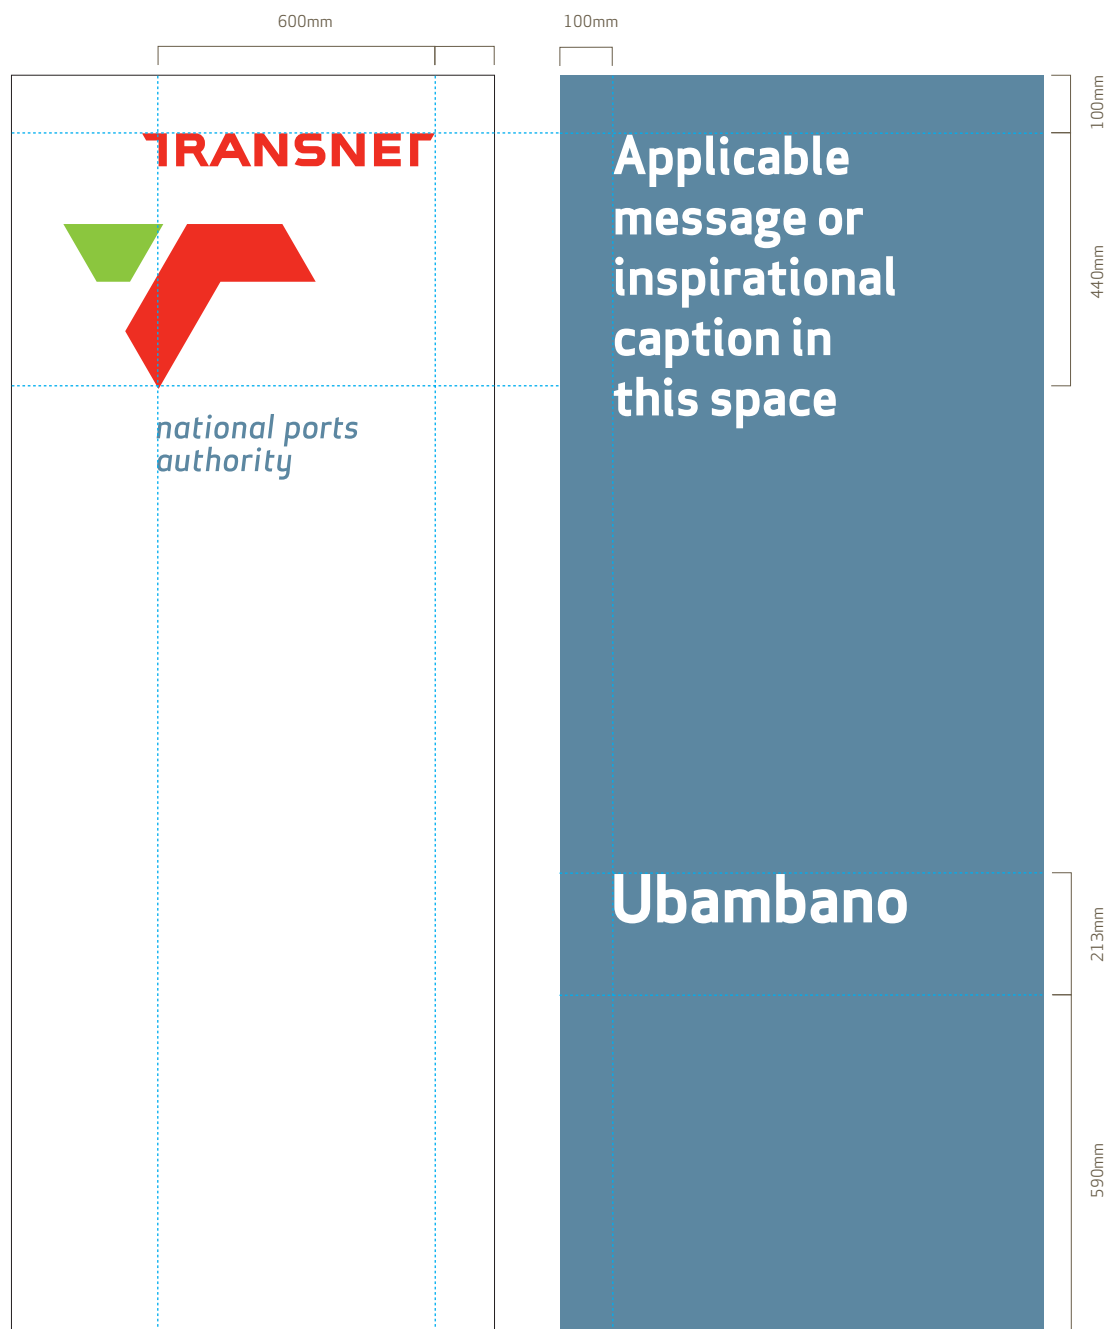 600mm
100mm
TRANSNET
national ports
authority
Applicable
message or
inspirational
caption in
this space
Ubambano
100mm
440mm
213mm
590mm